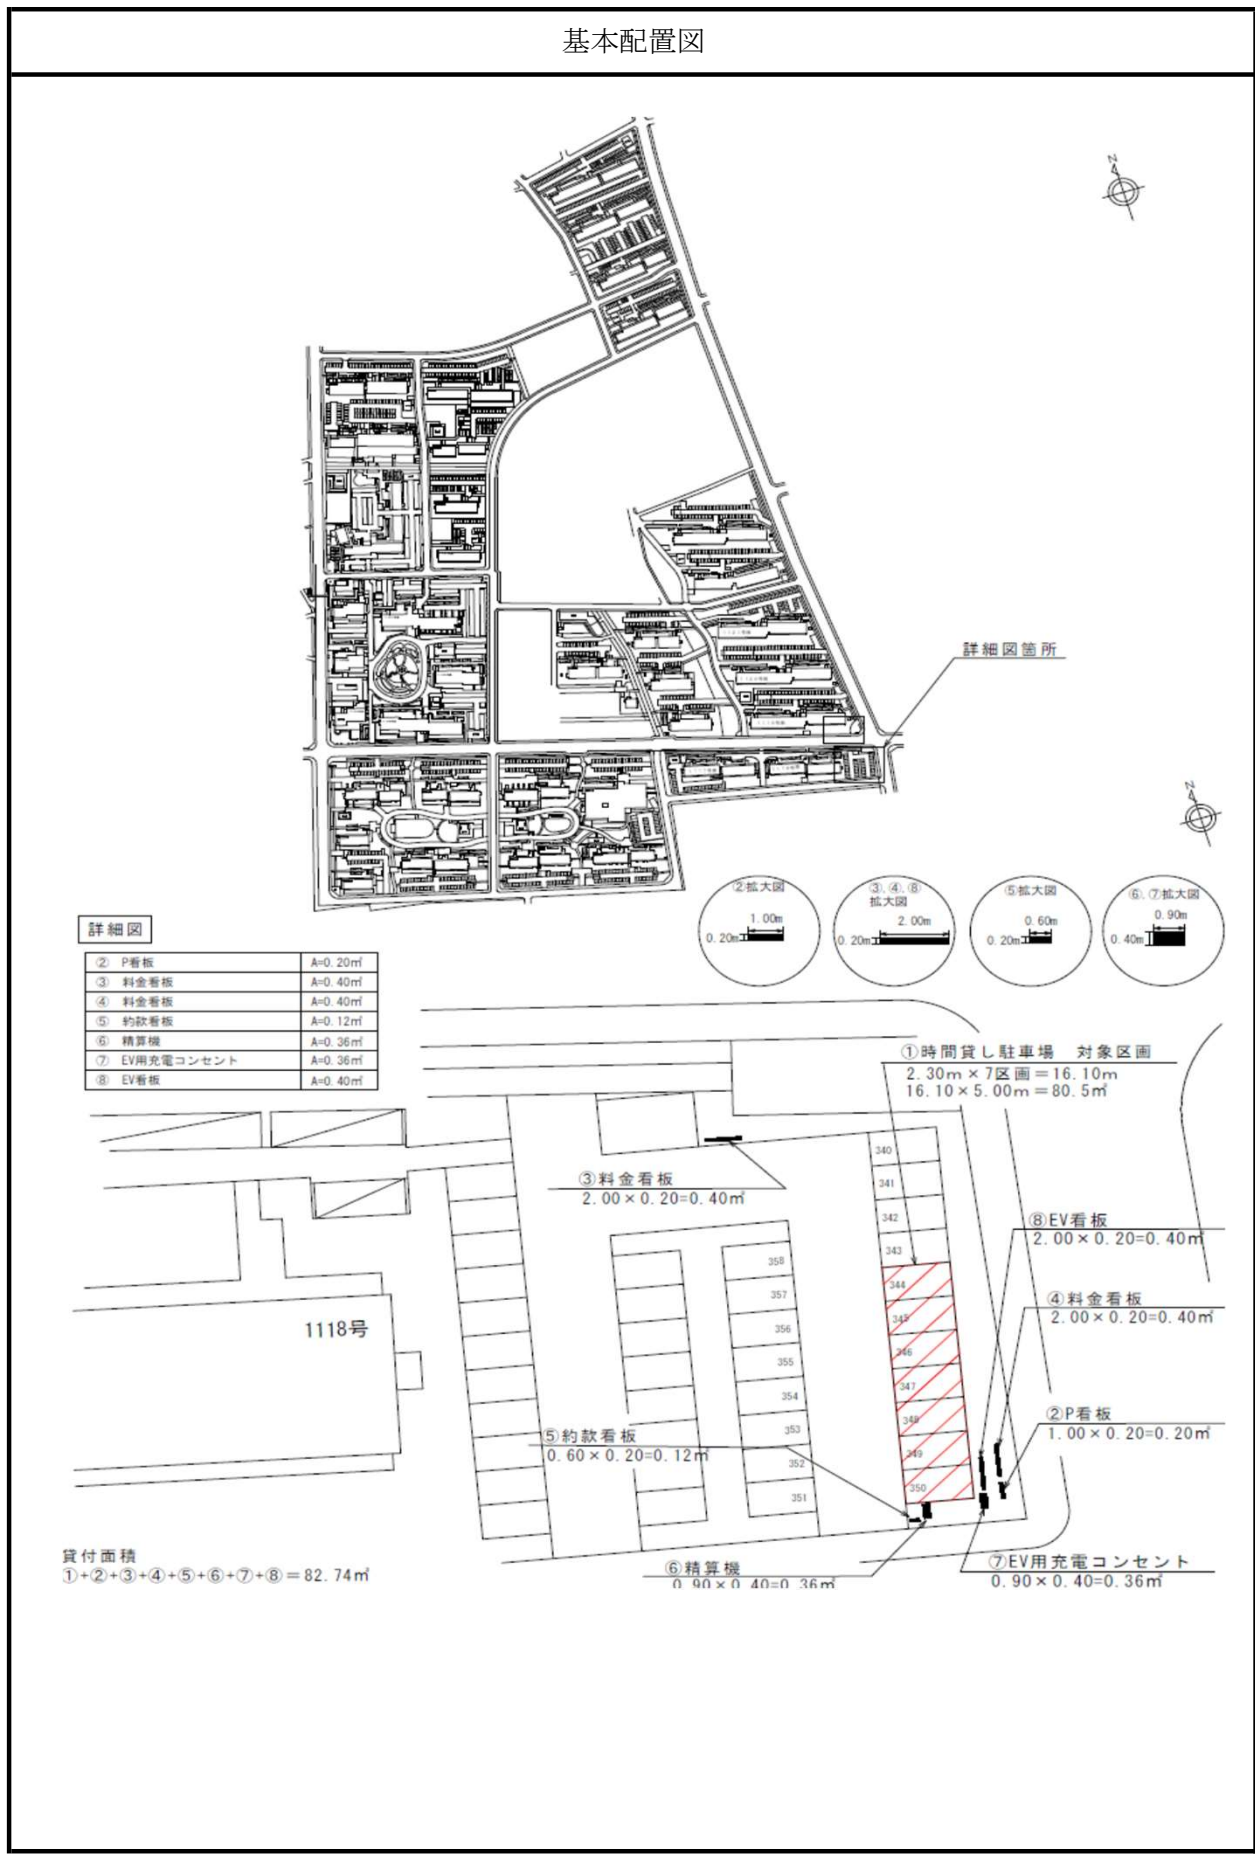 基本配置図
N
詳細図箇所
N
②拡大図
1.00m
0.20m
③.④.⑧
拡大図
2.00m
0.20m
⑤拡大図
0.60m
0.20m
⑥.⑦拡大図
0.90m
0.40m
詳細図
② P看板 A=0.20㎡
③ 料金看板 A=0.40㎡
④ 料金看板 A=0.40㎡
⑤ 約款看板 A=0.12㎡
⑥ 精算機 A=0.36㎡
⑦ EV用充電コンセント A=0.36㎡
⑧ EV看板 A=0.40㎡
①時間貸し駐車場 対象区画
2.30m×7区画=16.10m
16.10×5.00m=80.5㎡
③料金看板
2.00×0.20=0.40㎡
340
341
342
343
344
345
346
347
348
349
350
358
357
356
355
354
353
352
351
⑧EV看板
2.00×0.20=0.40㎡
④料金看板
2.00×0.20=0.40㎡
1118号
②P看板
1.00×0.20=0.20㎡
⑤約款看板
0.60×0.20=0.12㎡
貸付面積
①+②+③+④+⑤+⑥+⑦+⑧=82.74㎡
⑥精算機
0.90×0.40=0.36㎡
⑦EV用充電コンセント
0.90×0.40=0.36㎡